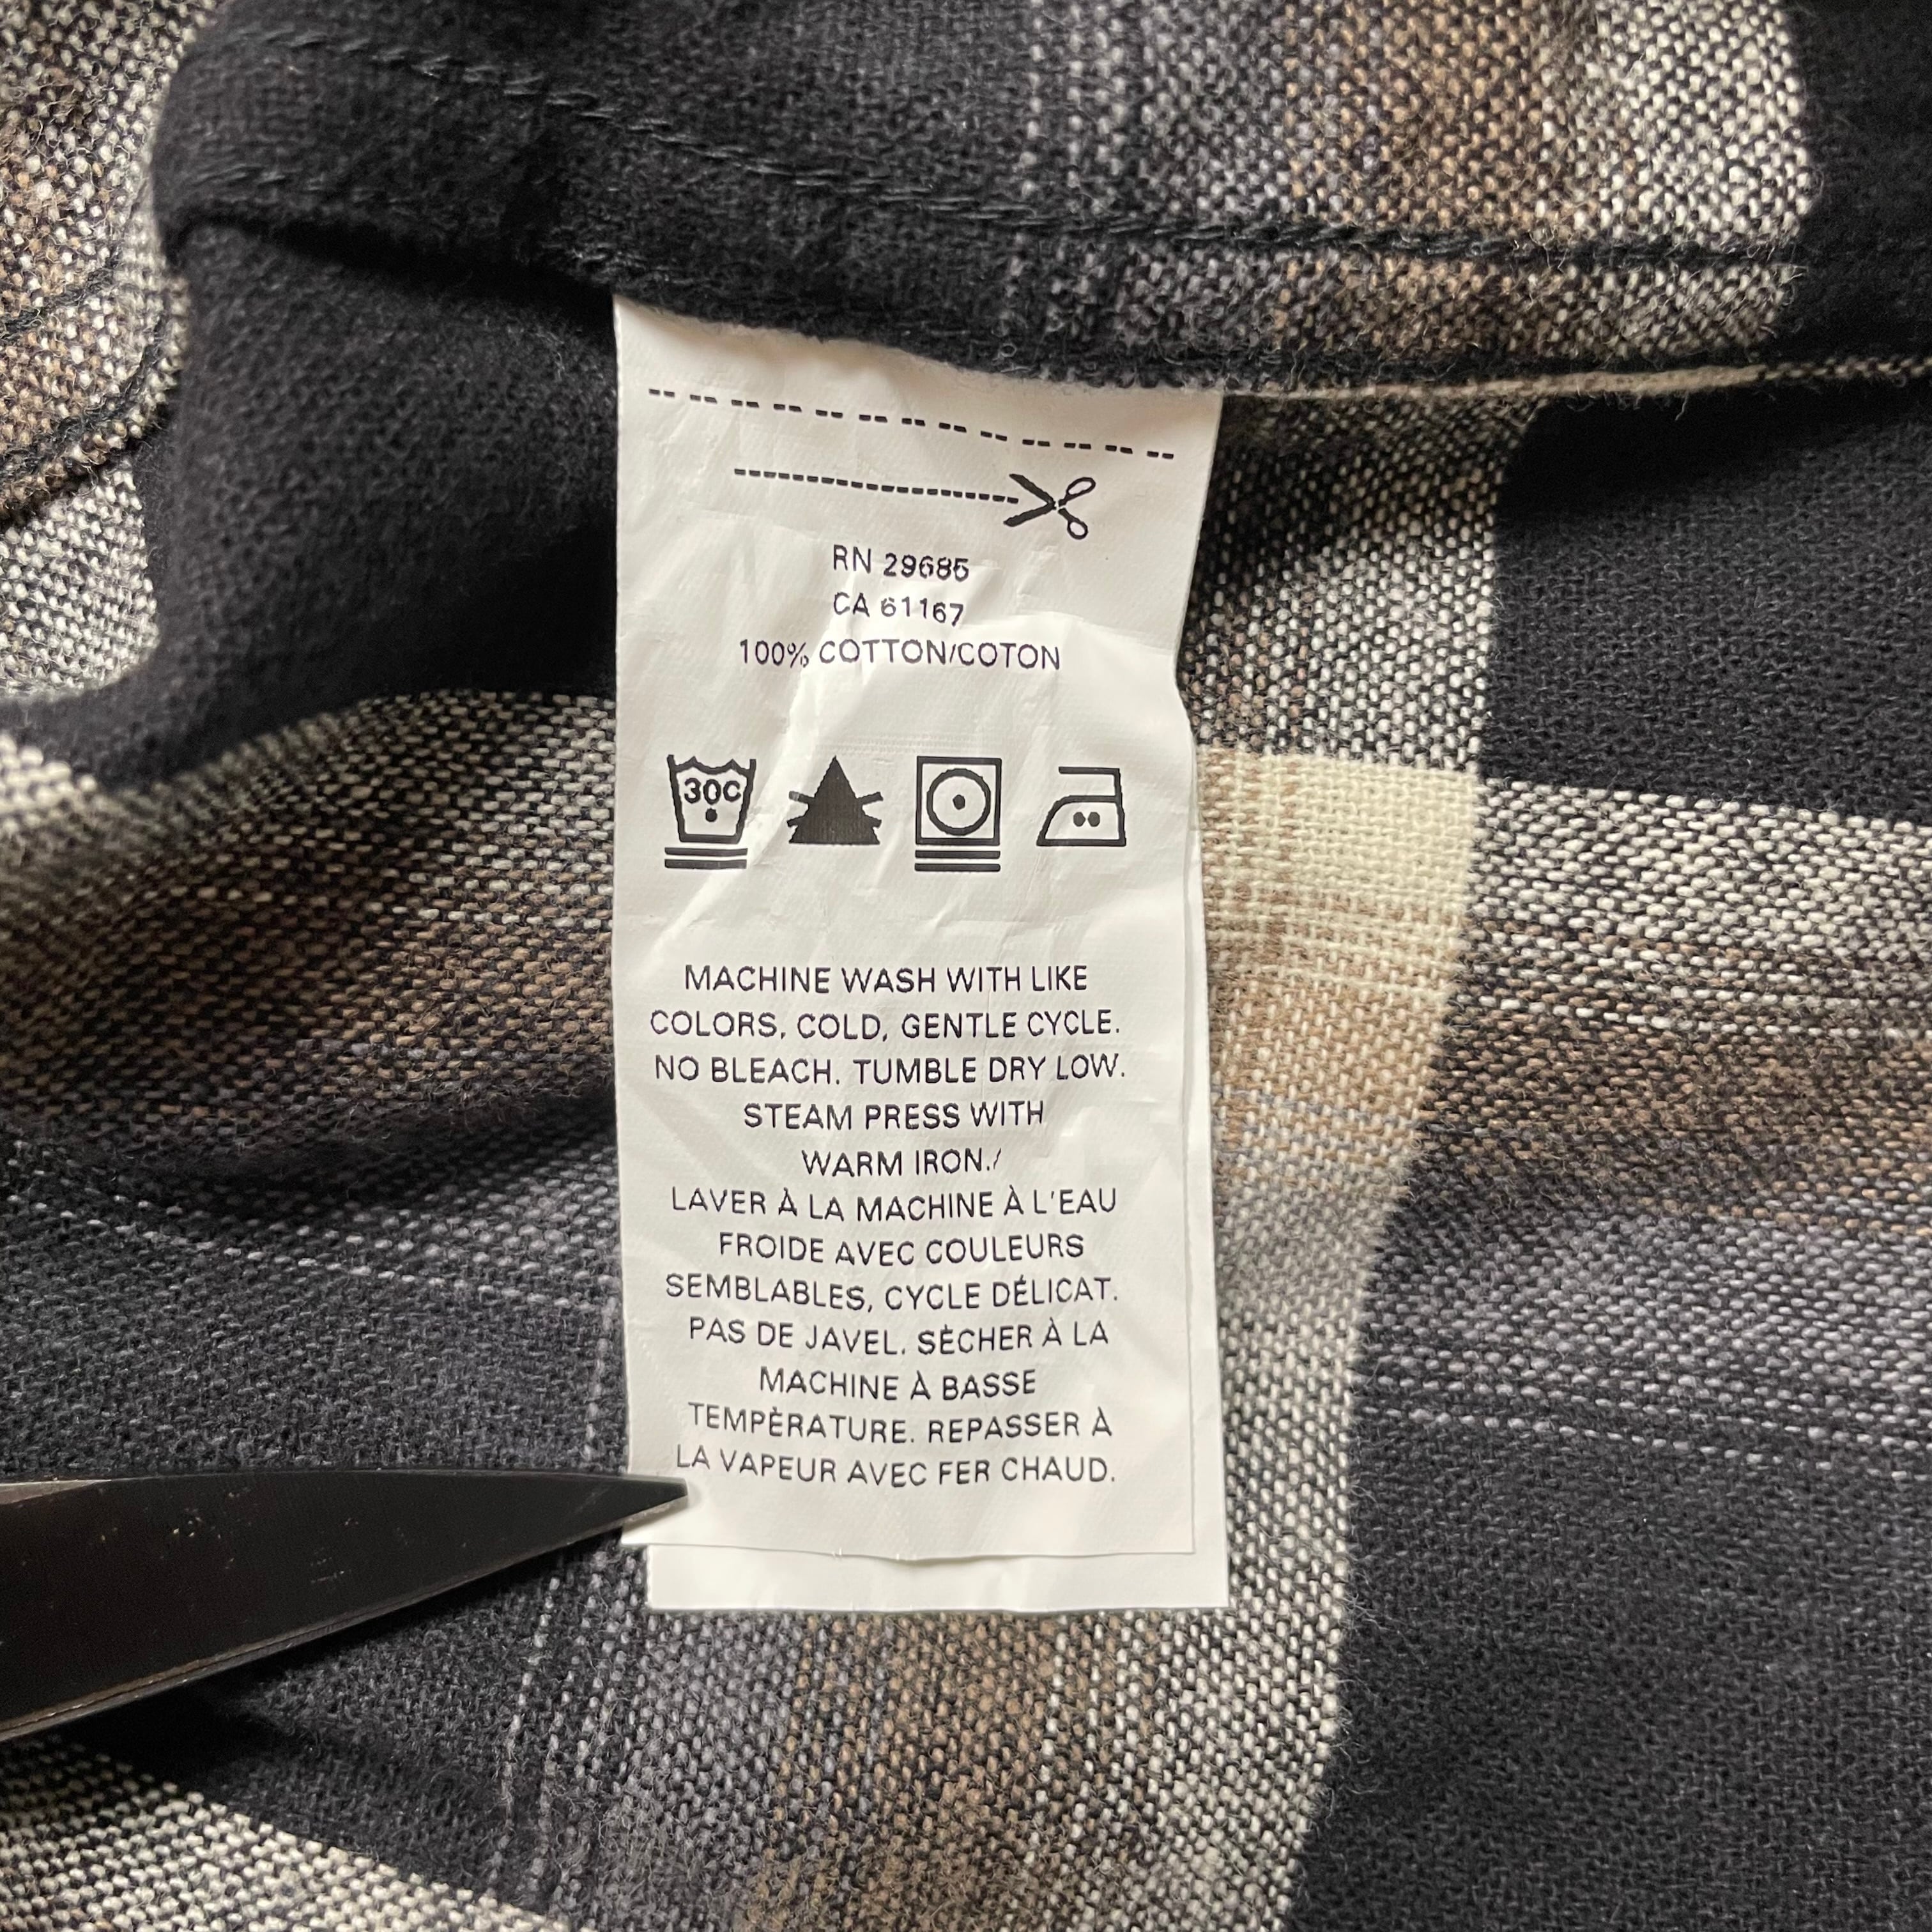 RN 29685
CA 61167
100% COTTON/COTON
30C
MACHINE WASH WITH LIKE
COLORS, COLD, GENTLE CYCLE.
NO BLEACH. TUMBLE DRY LOW.
STEAM PRESS WITH
WARM IRON./
LAVER À LA MACHINE À L'EAU
FROIDE AVEC COULEURS
SEMBLABLES, CYCLE DÉLICAT.
PAS DE JAVEL. SÈCHER À LA
MACHINE À BASSE
TEMPÈRATURE. REPASSER À
LA VAPEUR AVEC FER CHAUD.